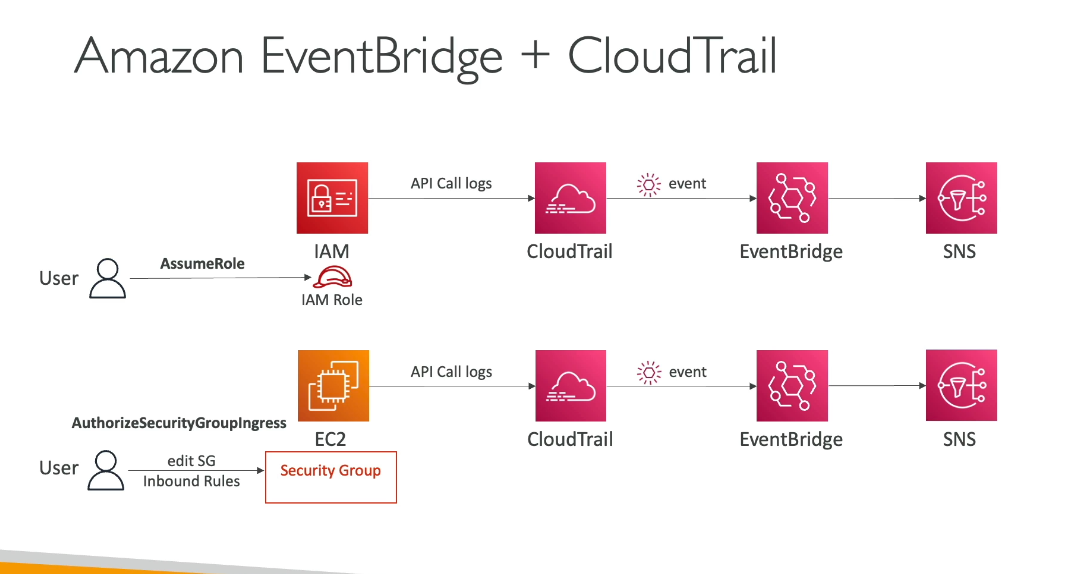 Amazon EventBridge + CloudTrail
API Call logs
event
IAM
CloudTrail
EventBridge
SNS
User
AssumeRole
IAM Role
API Call logs
event
AuthorizeSecurityGroupIngress
EC2
CloudTrail
EventBridge
SNS
User
edit SG
Inbound Rules
Security Group